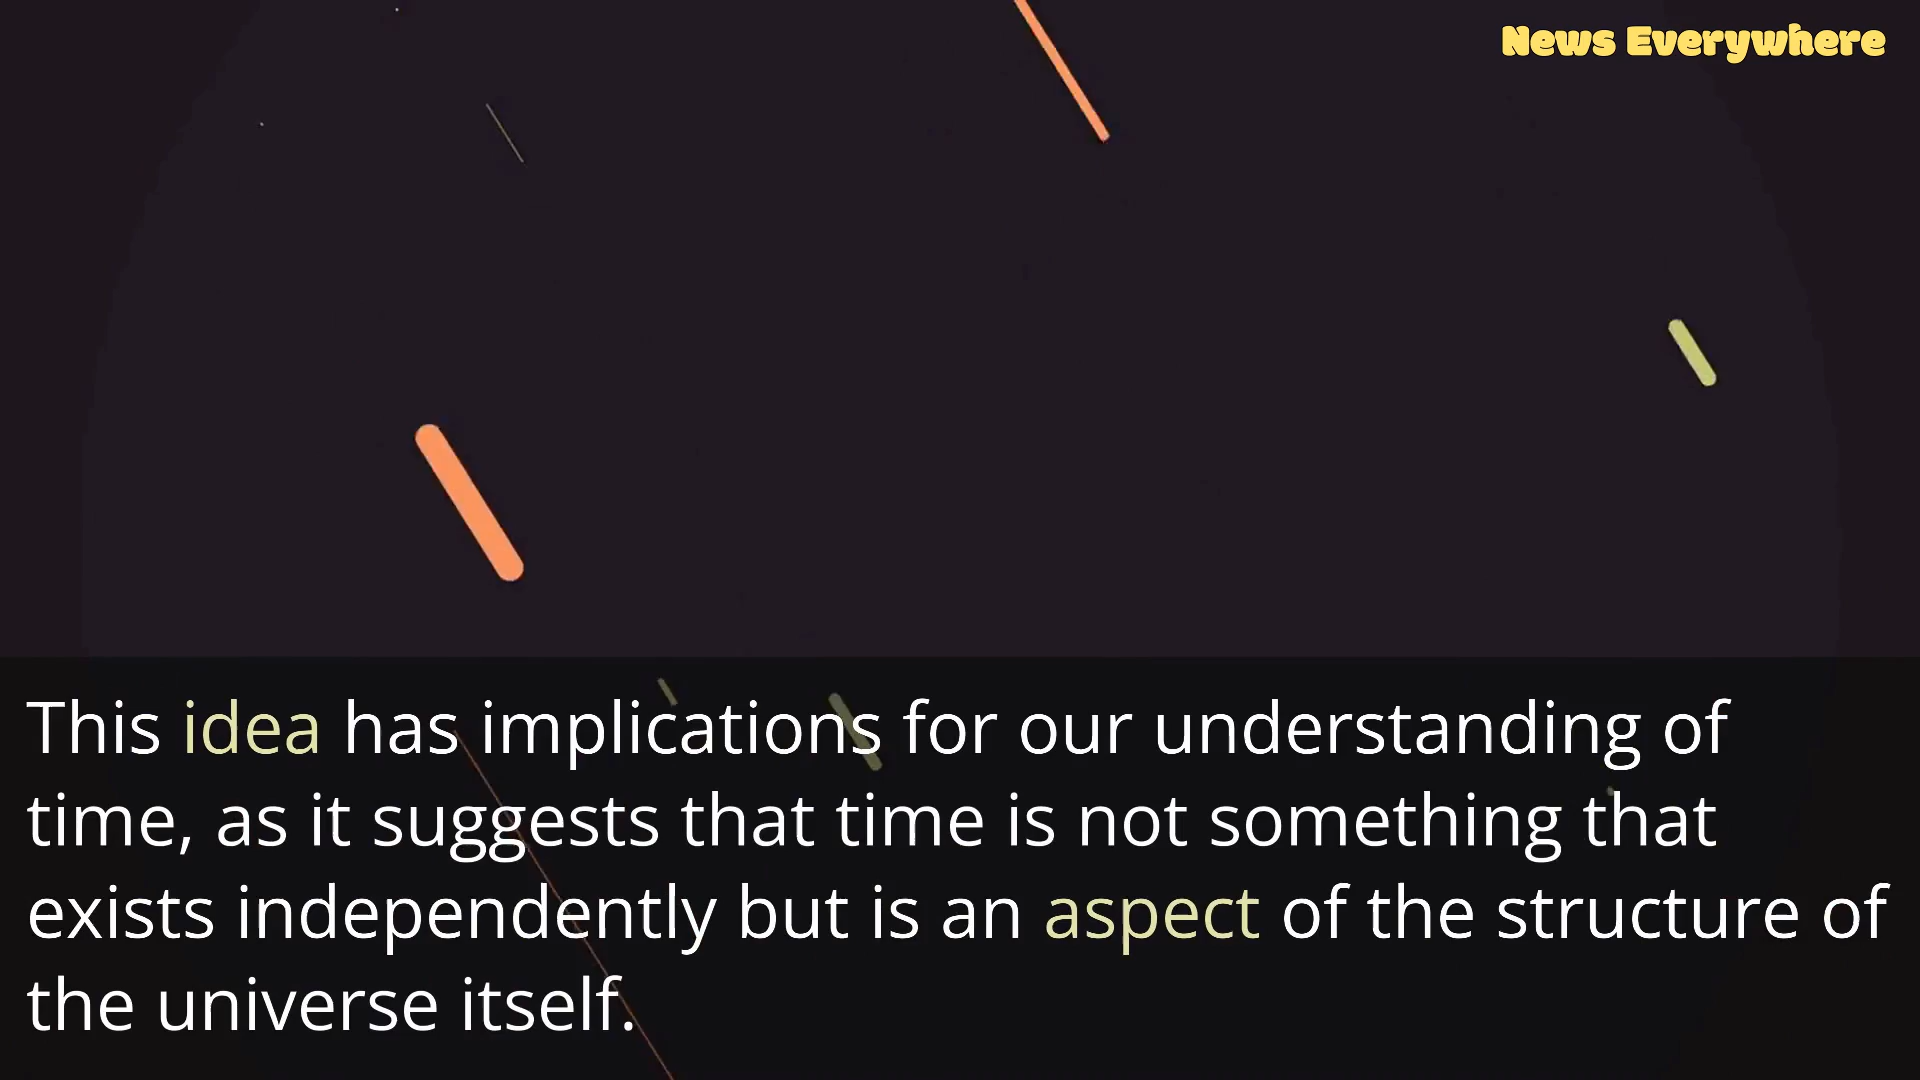 News Everywhere
This idea has implications for our understanding of
time, as it suggests that time is not something that
exists independently but is an aspect of the structure of
the universe itself.